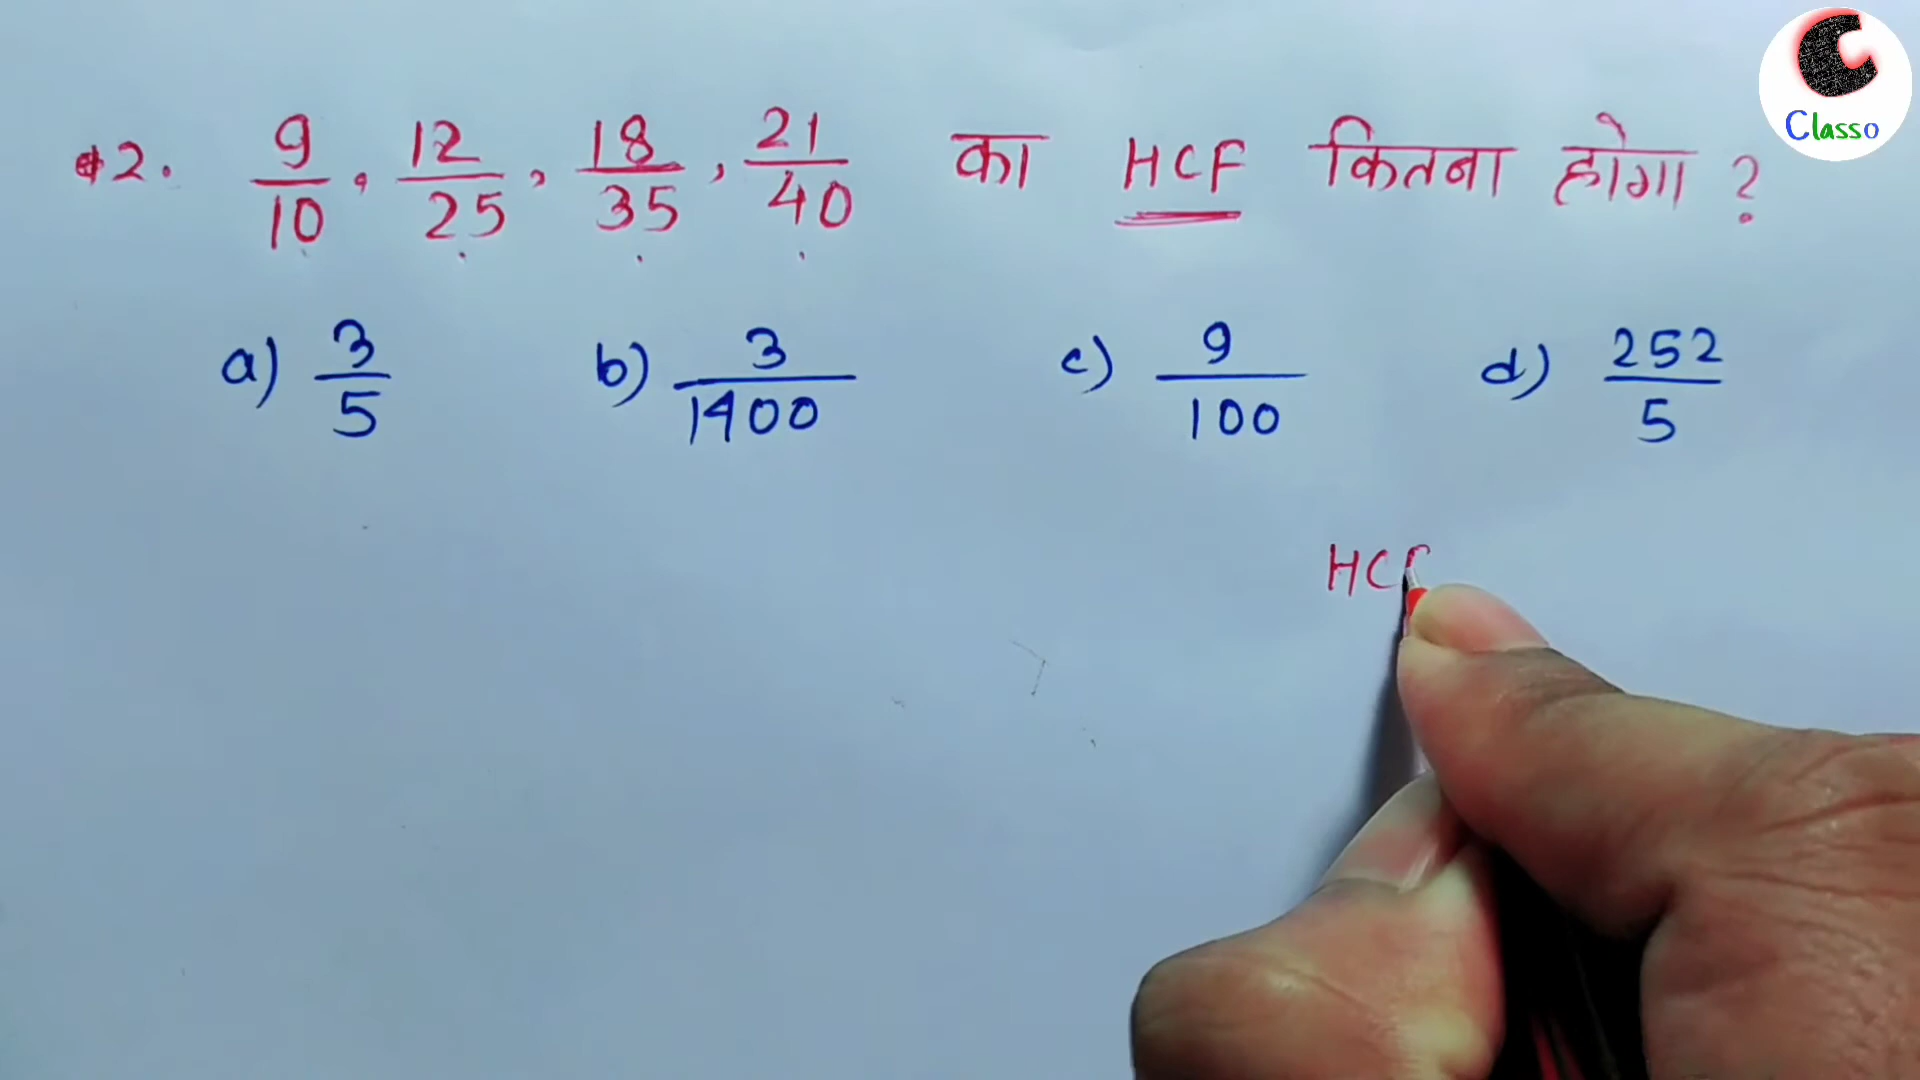 2. 9/10, 12/25, 18/35, 21/40 का HCF कितना होगा ?
a) 3/5 b) 3/1400 c) 9/100 d) 252/5
HCF
C
Classo